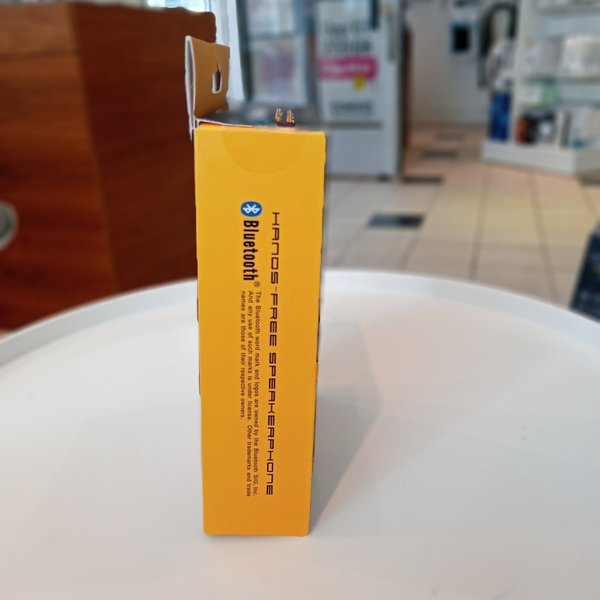 HANDS-FREE SPEAKERPHONE
Bluetooth®
The Bluetooth word mark and logos are owned by the Bluetooth SIG, Inc.
And any use of such marks is under license. Other trademarks and trade
names are those of their respective owners.